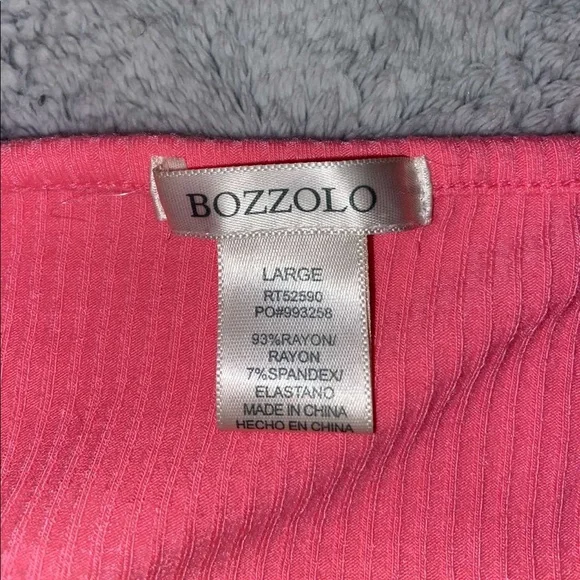 BOZZOLO
LARGE
RT52590
PO#993258
93%RAYON/
RAYON
7%SPANDEX/
ELASTANO
MADE IN CHINA
HECHO EN CHINA